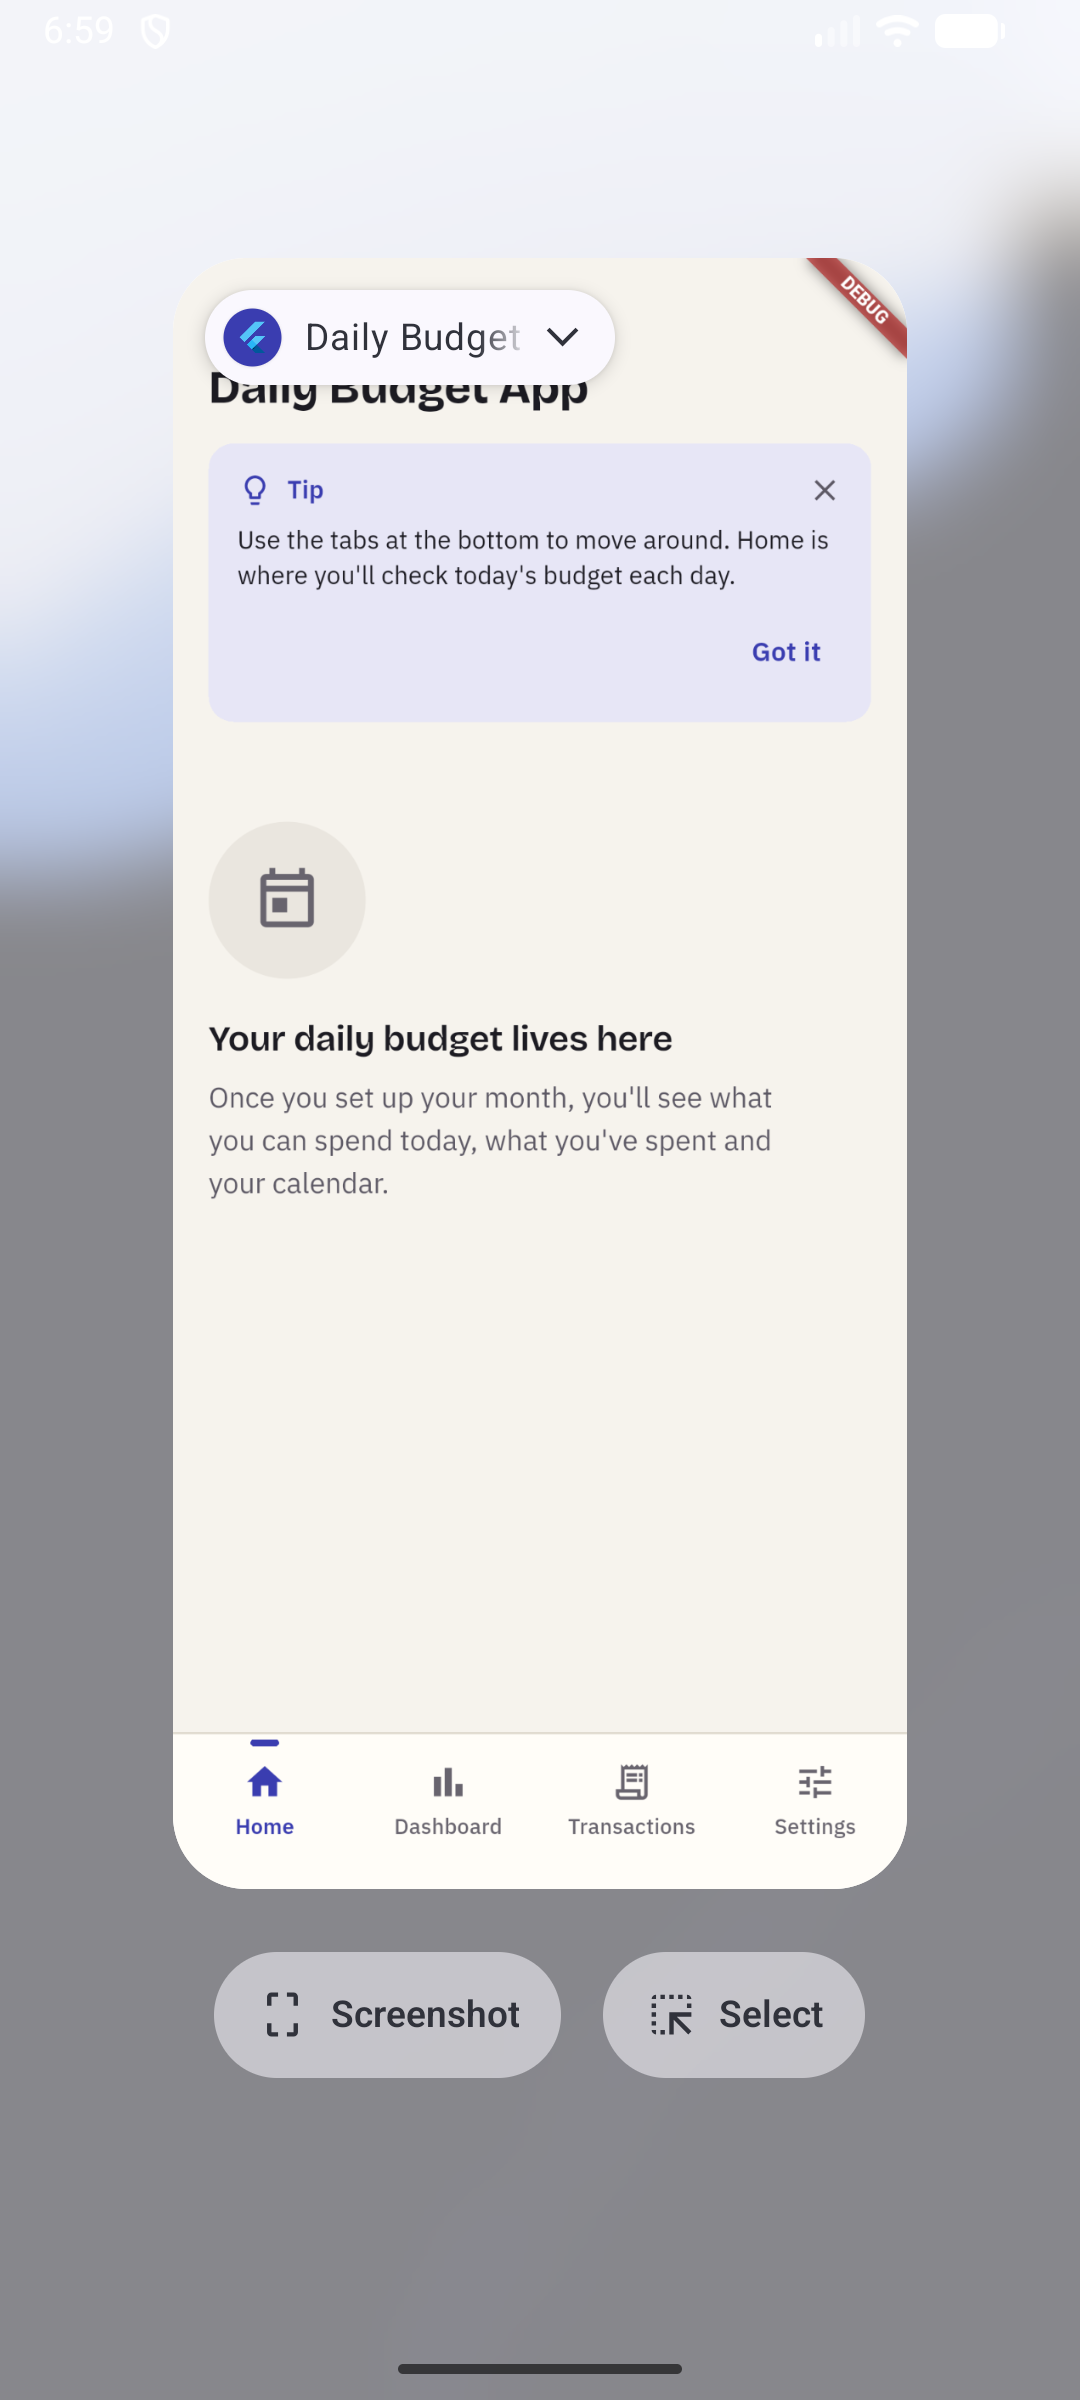 6:59
DEBUG
Daily Budget
Daily Budget App
Tip
Use the tabs at the bottom to move around. Home is
where you'll check today's budget each day.
Got it
Your daily budget lives here
Once you set up your month, you'll see what
you can spend today, what you've spent and
your calendar.
Home
Dashboard
Transactions
Settings
Screenshot
Select